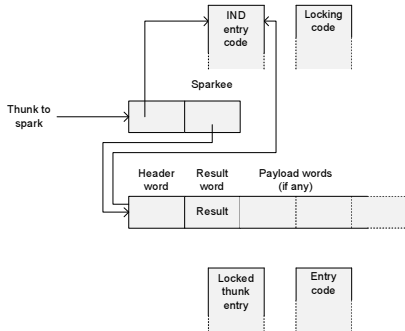 IND
entry
code
Locking
code
Sparkee
Thunk to
spark
Header
word
Result
word
Payload words
(if any)
Result
Locked
thunk
entry
Entry
code